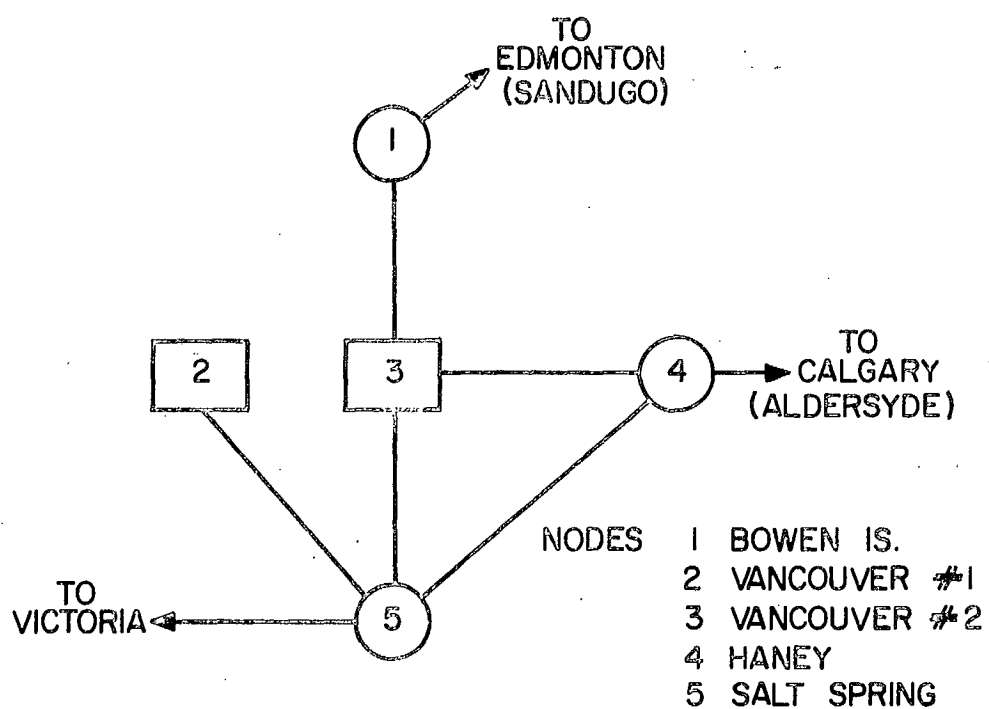 TO
EDMONTON
(SANDUGO)
1
2
3
4
TO
CALGARY
(ALDERSYDE)
5
TO
VICTORIA
NODES 1 BOWEN IS.
2 VANCOUVER #1
3 VANCOUVER #2
4 HANEY
5 SALT SPRING